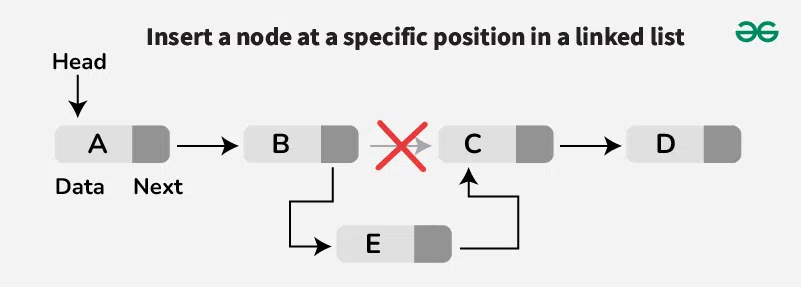 Insert a node at a specific position in a linked list
Head
A
B
C
D
Data
Next
E